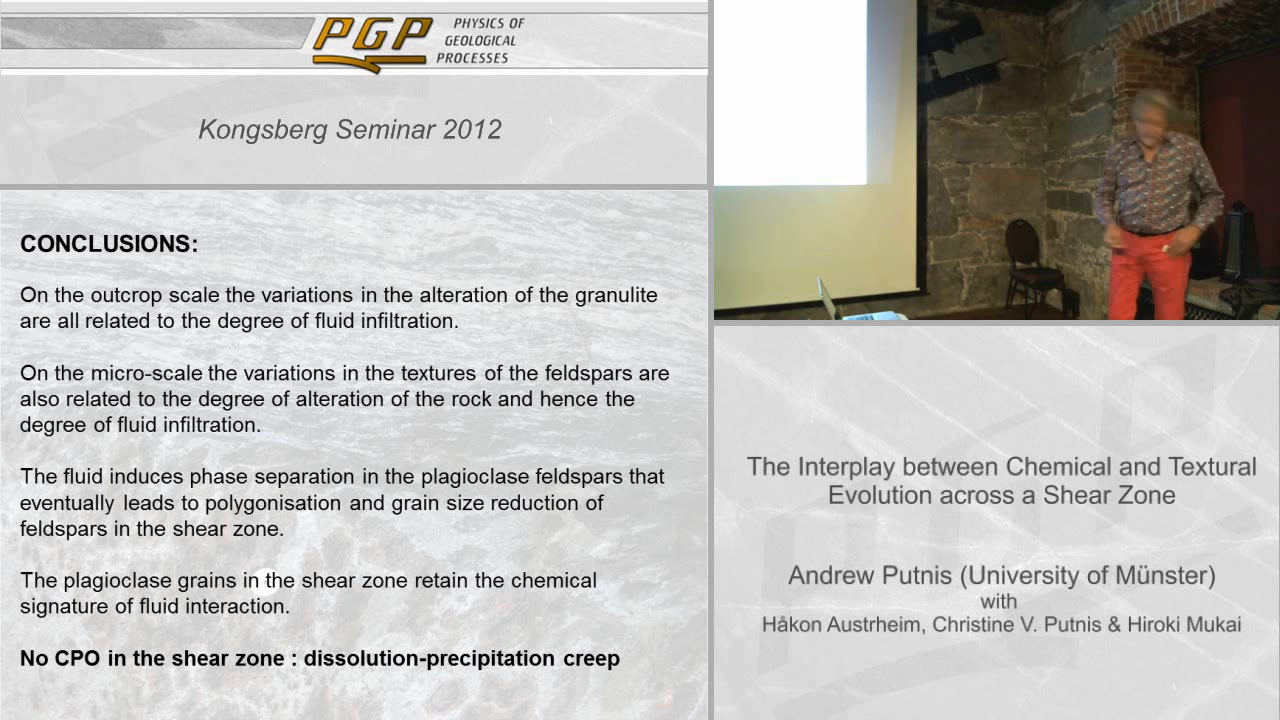 PGP
PHYSICS OF
GEOLOGICAL
PROCESSES
Kongsberg Seminar 2012
CONCLUSIONS:
On the outcrop scale the variations in the alteration of the granulite
are all related to the degree of fluid infiltration.
On the micro-scale the variations in the textures of the feldspars are
also related to the degree of alteration of the rock and hence the
degree of fluid infiltration.
The fluid induces phase separation in the plagioclase feldspars that
eventually leads to polygonisation and grain size reduction of
feldspars in the shear zone.
The plagioclase grains in the shear zone retain the chemical
signature of fluid interaction.
No CPO in the shear zone : dissolution-precipitation creep
The Interplay between Chemical and Textural
Evolution across a Shear Zone
Andrew Putnis (University of Münster)
with
Håkon Austrheim, Christine V. Putnis & Hiroki Mukai